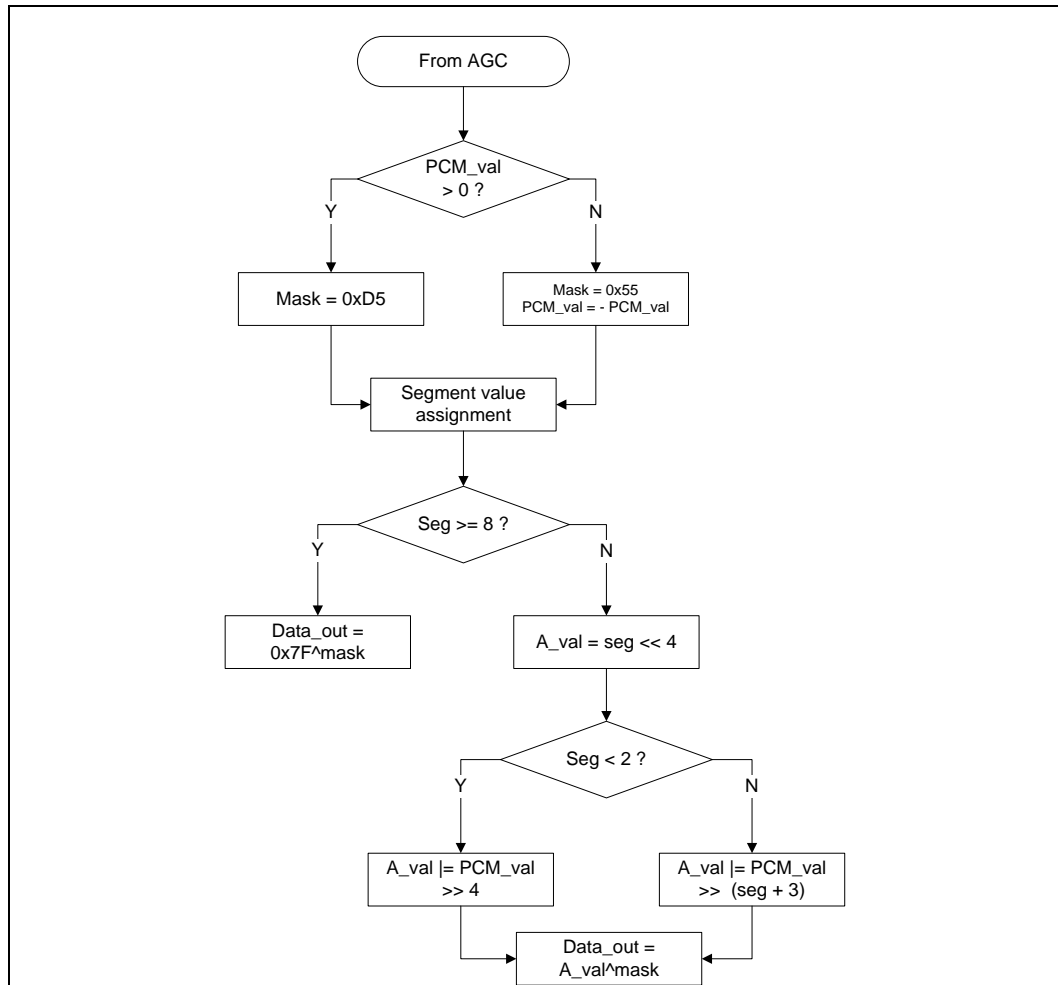 From AGC
PCM_val
> 0 ?
Y
N
Mask = 0xD5
Mask = 0x55
PCM_val = - PCM_val
Segment value
assignment
Seg >= 8 ?
Y
N
Data_out =
0x7F^mask
A_val = seg << 4
Seg < 2 ?
Y
N
A_val |= PCM_val
>> 4
A_val |= PCM_val
>> (seg + 3)
Data_out =
A_val^mask